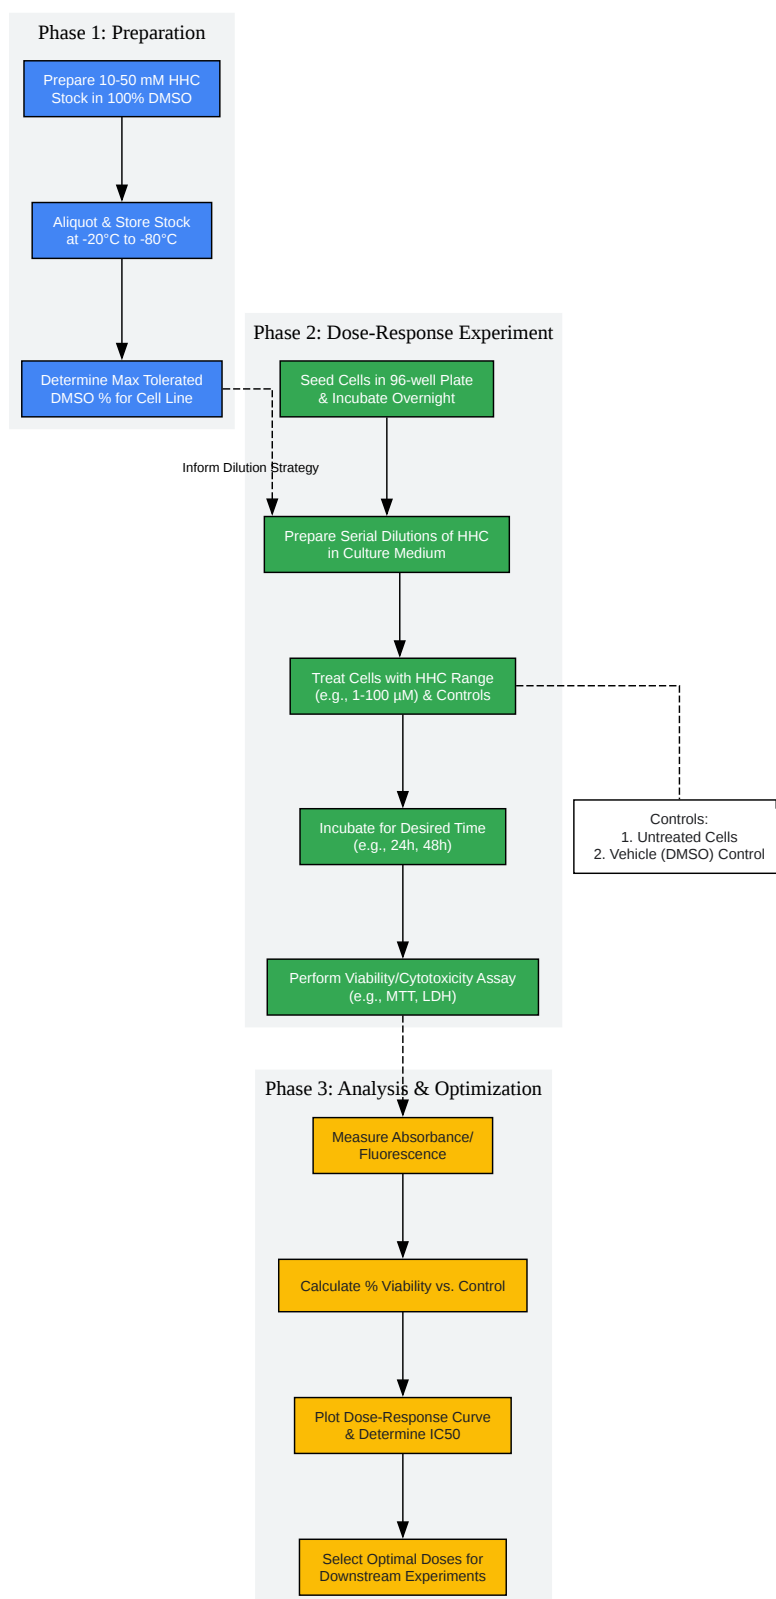 Phase 1: Preparation
Prepare 10-50 mM HHC
Stock in 100% DMSO
Aliquot & Store Stock
at -20°C to -80°C
Determine Max Tolerated
DMSO % for Cell Line
Inform Dilution Strategy
Phase 2: Dose-Response Experiment
Seed Cells in 96-well Plate
& Incubate Overnight
Prepare Serial Dilutions of HHC
in Culture Medium
Treat Cells with HHC Range
(e.g., 1-100 µM) & Controls
Controls:
1. Untreated Cells
2. Vehicle (DMSO) Control
Incubate for Desired Time
(e.g., 24h, 48h)
Perform Viability/Cytotoxicity Assay
(e.g., MTT, LDH)
Phase 3: Analysis & Optimization
Measure Absorbance/
Fluorescence
Calculate % Viability vs. Control
Plot Dose-Response Curve
& Determine IC50
Select Optimal Doses for
Downstream Experiments